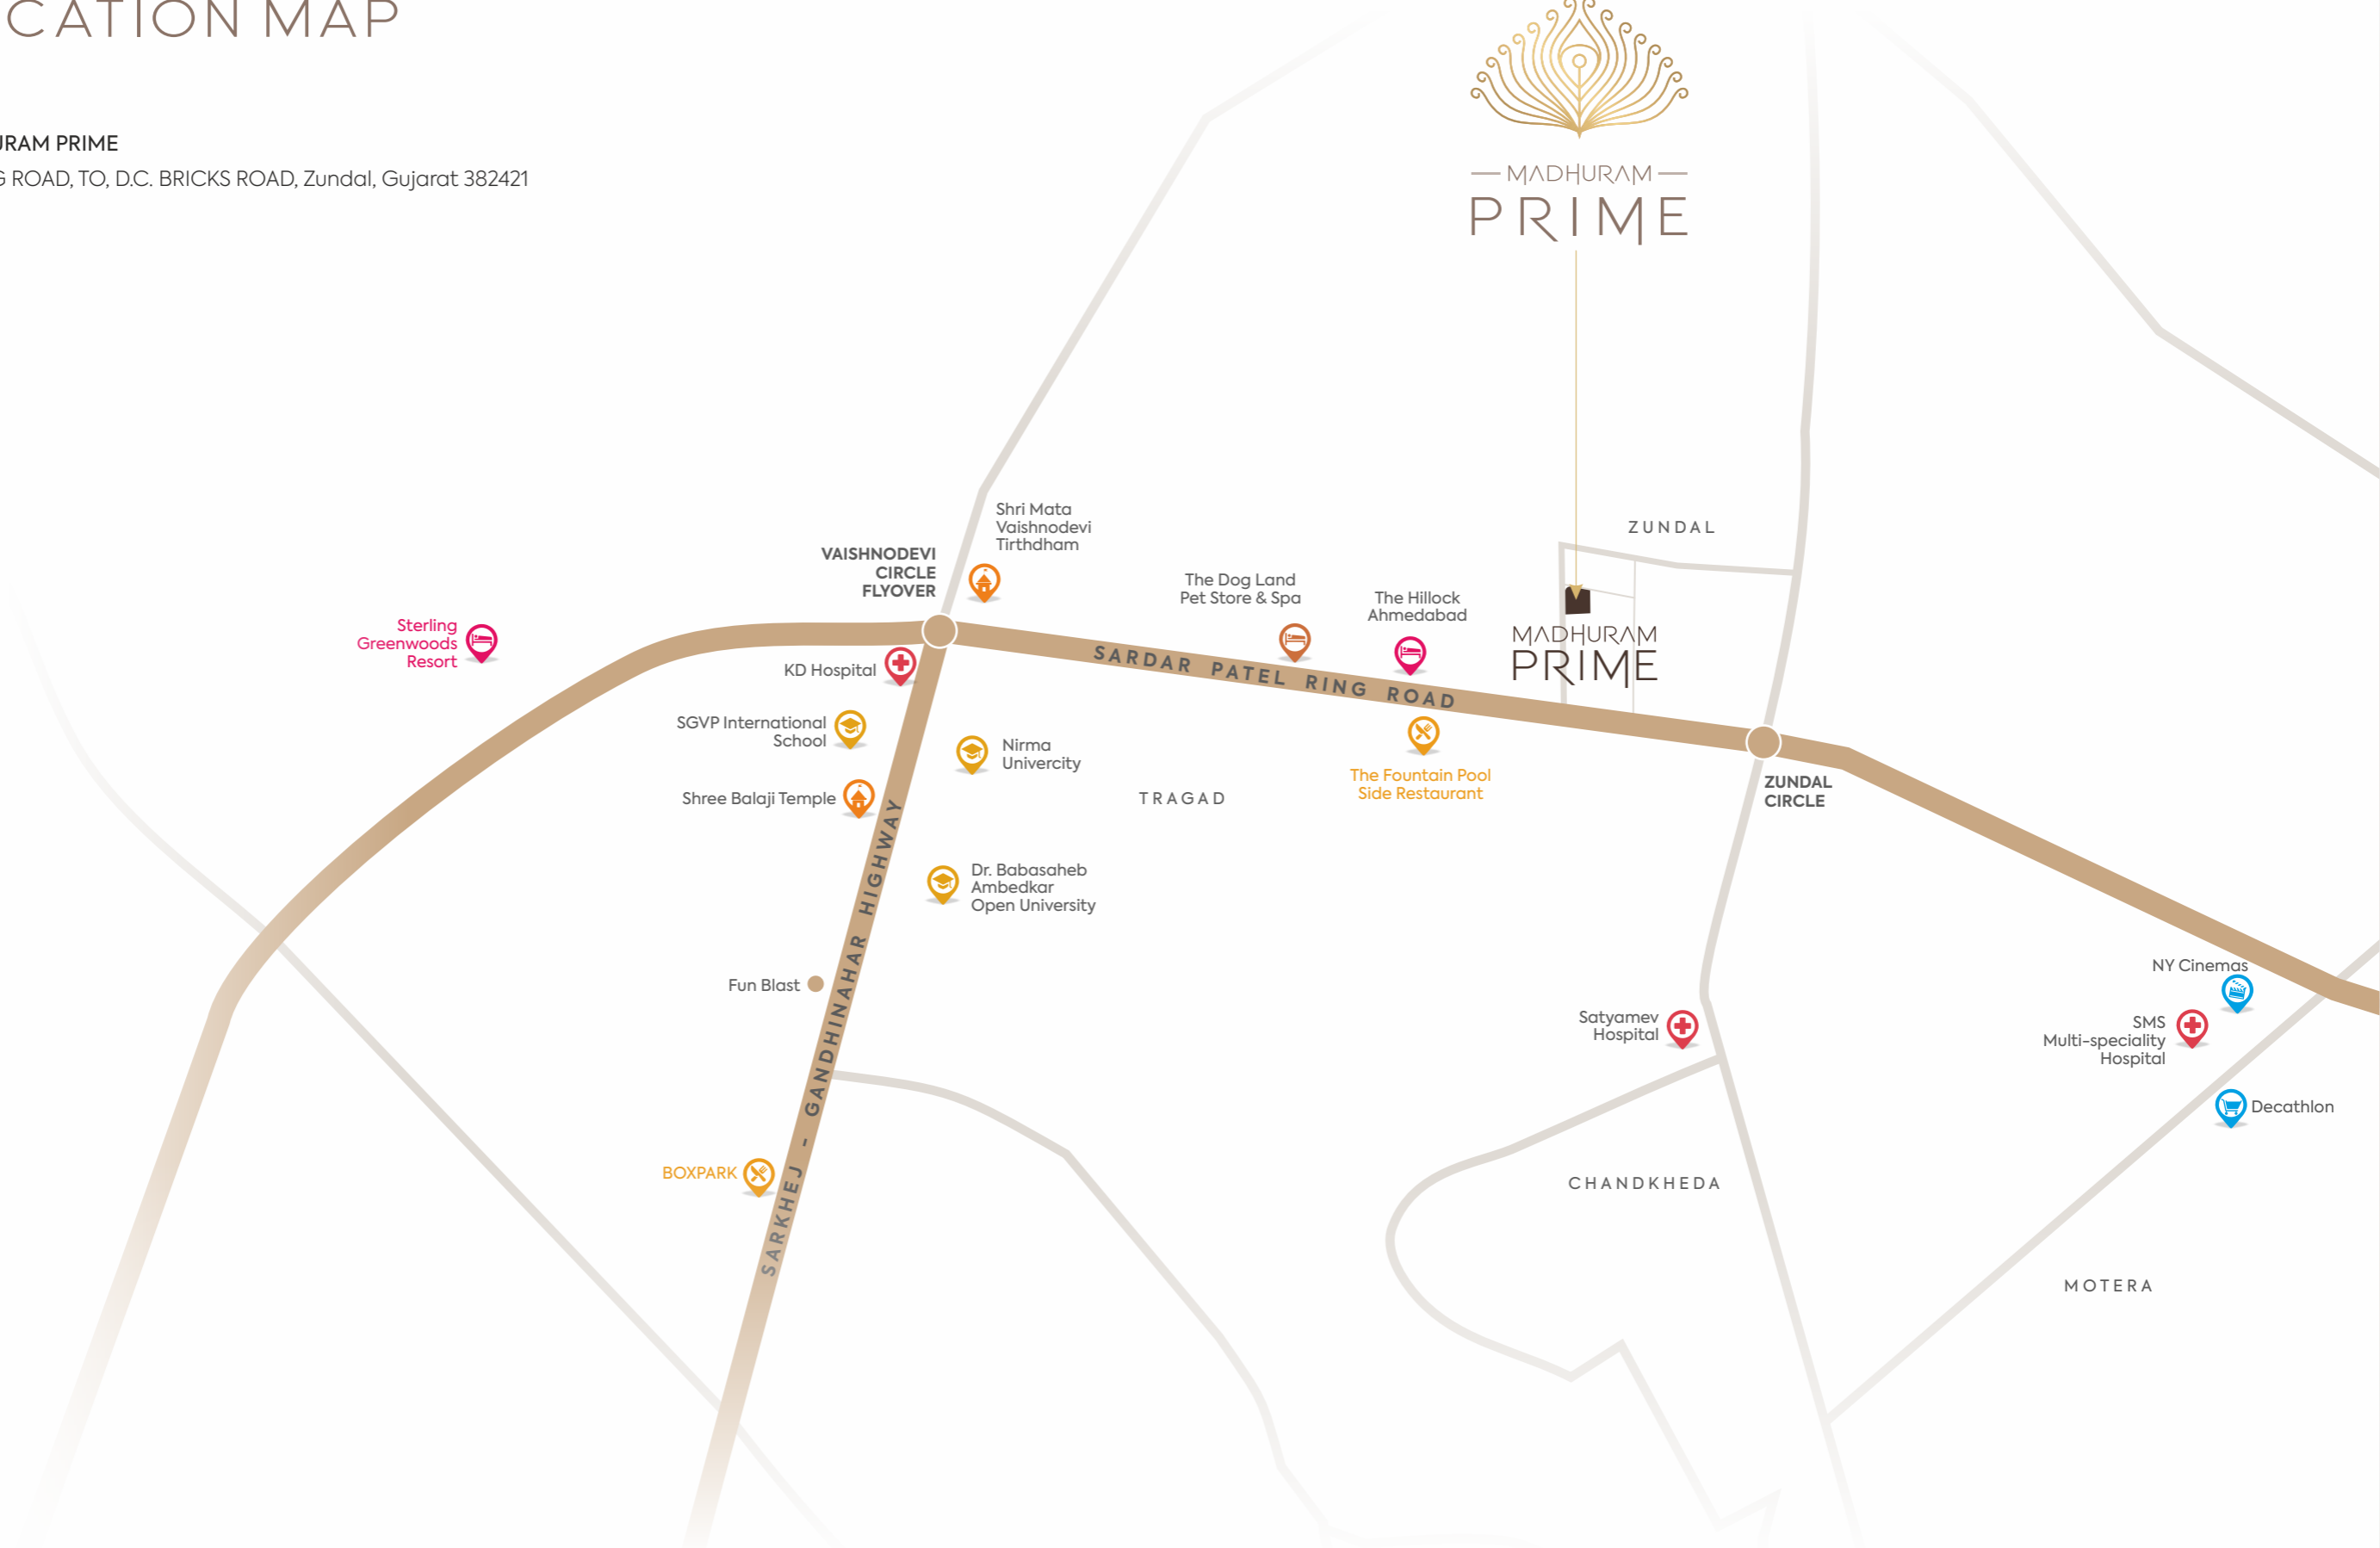 CATION MAP
URAM PRIME
G ROAD, TO, D.C. BRICKS ROAD, Zundal, Gujarat 382421
MADHURAM
PRIME
Shri Mata
Vaishnodevi
Tirthdham
VAISHNODEVI
CIRCLE
FLYOVER
ZUNDAL
The Dog Land
Pet Store & Spa
The Hillock
Ahmedabad
Sterling
Greenwoods
Resort
MADHURAM
PRIME
KD Hospital
SARDAR PATEL RING ROAD
SGVP International
School
Nirma
Univercity
The Fountain Pool
Side Restaurant
ZUNDAL
CIRCLE
Shree Balaji Temple
TRAGAD
Dr. Babasaheb
Ambedkar
Open University
SARKHEJ - GANDHINAHAR HIGHWAY
Fun Blast
NY Cinemas
Satyamev
Hospital
SMS
Multi-speciality
Hospital
Decathlon
BOXPARK
CHANDKHEDA
MOTERA